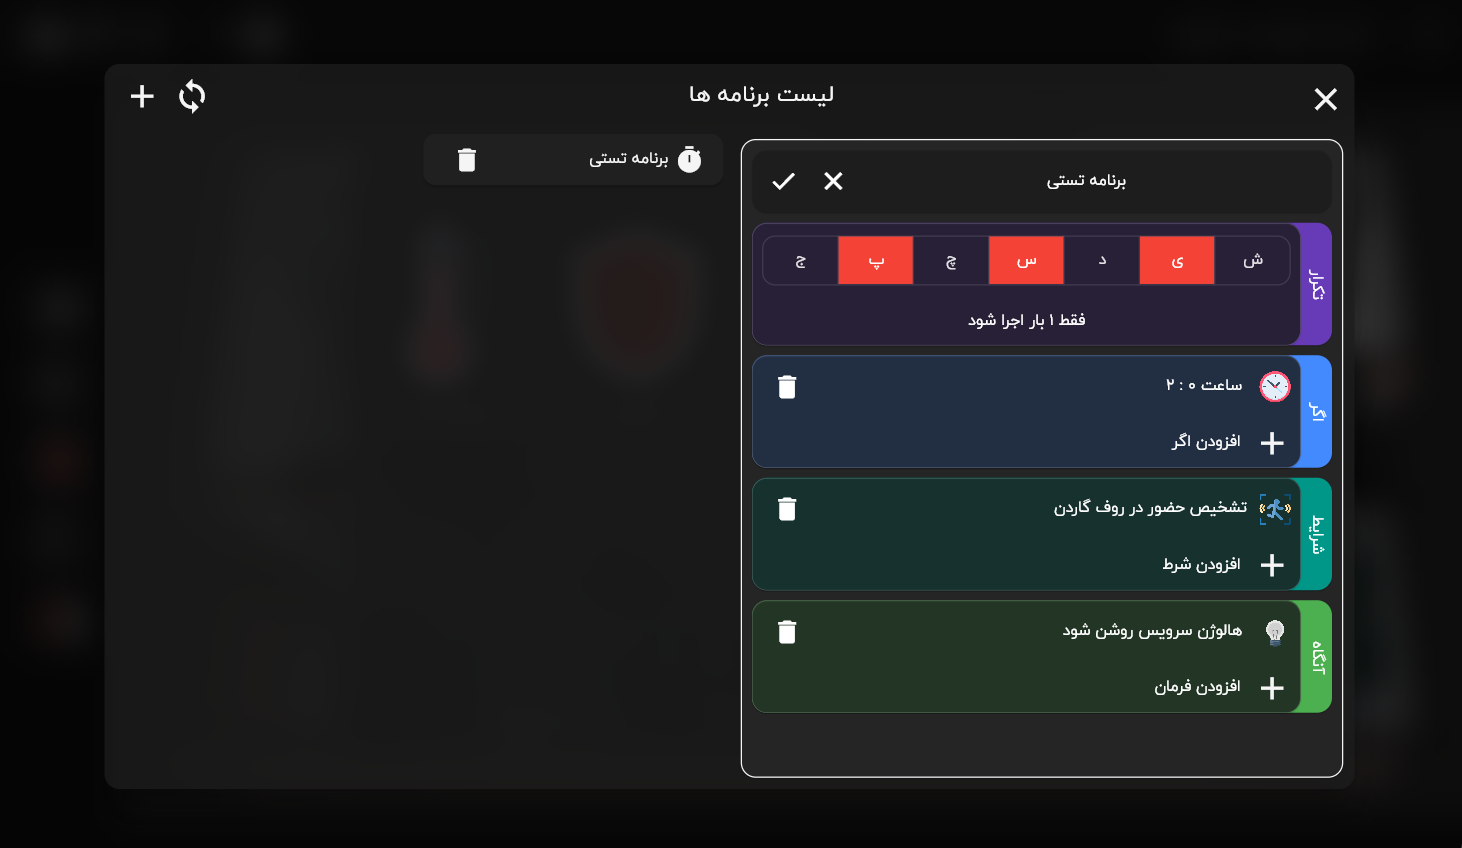 لیست برنامه ها
برنامه تستی
برنامه تستی
تکرار
ش ی د س چ پ ج
فقط ۱ بار اجرا شود
اگر
ساعت ۰ : ۲
افزودن اگر
شرایط
تشخیص حضور در روف گاردن
افزودن شرط
آنگاه
هالوژن سرویس روشن شود
افزودن فرمان